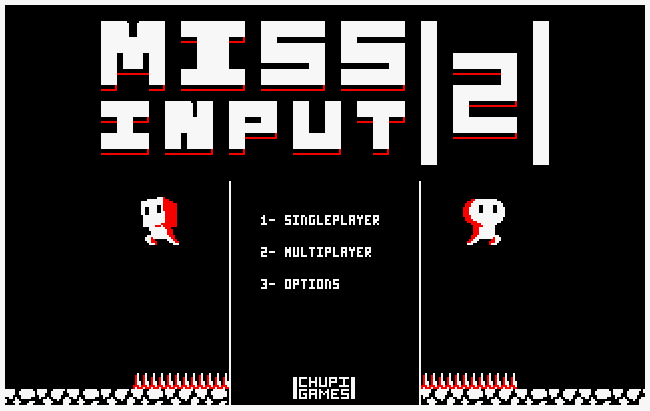 MISS
INPUT
|2|
1- SINGLEPLAYER
2- MULTIPLAYER
3- OPTIONS
CHUPI
GAMES